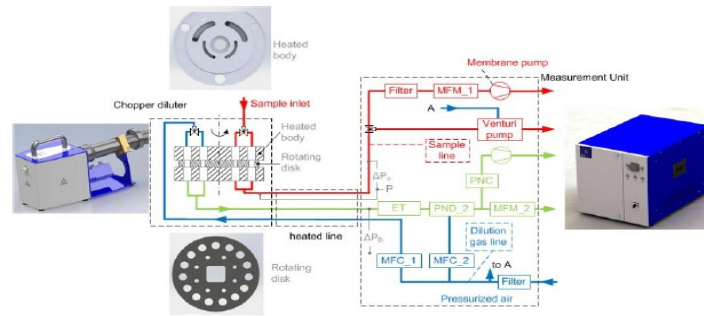 Heated
body
Membrane pump
Measurement Unit
Chopper diluter
Sample inlet
Filter
MFM_1
A
Venturi
pump
Heated
body
Rotating
disk
Sample
line
ΔPs
P
PNC
ET
PND_2
MFM_2
heated line
ΔPb
Dilution
gas line
MFC_1
MFC_2
to A
Filter
Pressurized air
Rotating
disk